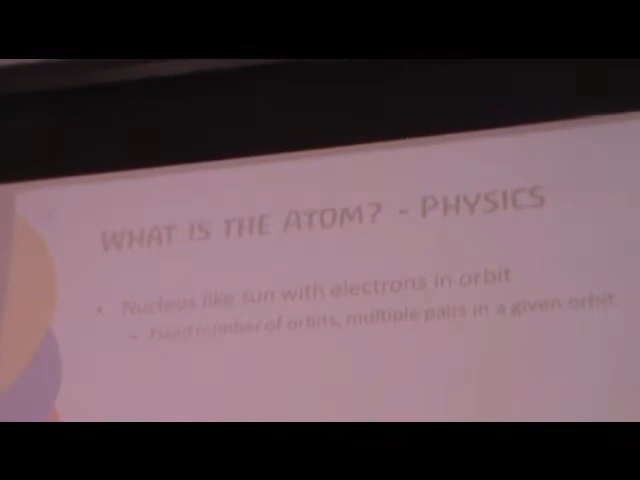 WHAT IS THE ATOM? - PHYSICS
• Nucleus like sun with electrons in orbit
– number of orbits, multiple pairs in a given orbit